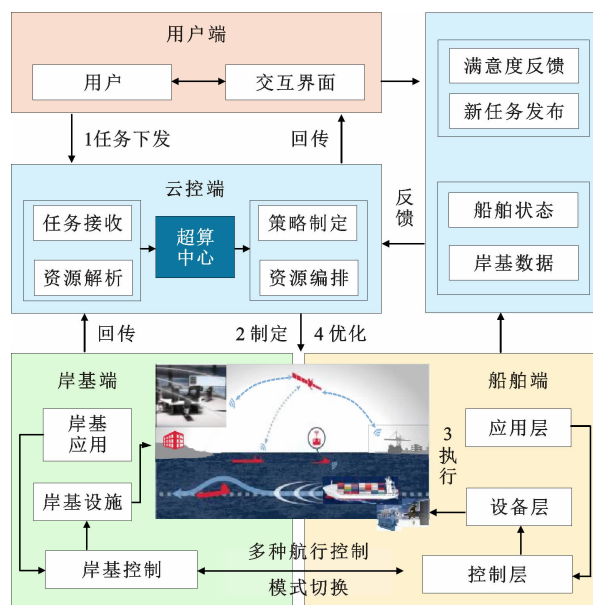 用户端
用户
交互界面
满意度反馈
新任务发布
1任务下发
回传
反馈
云控端
任务接收
资源解析
超算
中心
策略制定
资源编排
船舶状态
岸基数据
回传
2 制定
4 优化
岸基端
船舶端
岸基
应用
岸基设施
岸基控制
3
执行
应用层
设备层
控制层
多种航行控制
模式切换